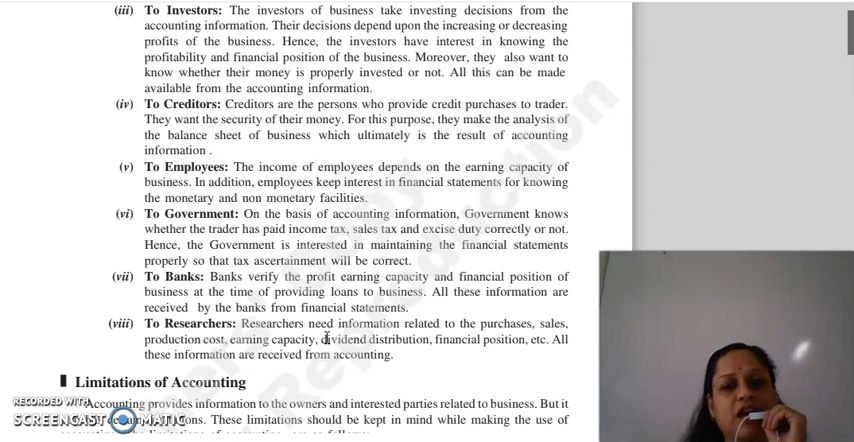 (iii) To Investors: The investors of business take investing decisions from the
accounting information. Their decisions depend upon the increasing or decreasing
profits of the business. Hence, the investors have interest in knowing the
profitability and financial position of the business. Moreover, they also want to
know whether their money is properly invested or not. All this can be made
available from the accounting information.
(iv) To Creditors: Creditors are the persons who provide credit purchases to trader.
They want the security of their money. For this purpose, they make the analysis of
the balance sheet of business which ultimately is the result of accounting
information .
(v) To Employees: The income of employees depends on the earning capacity of
business. In addition, employees keep interest in financial statements for knowing
the monetary and non monetary facilities.
(vi) To Government: On the basis of accounting information, Government knows
whether the trader has paid income tax, sales tax and excise duty correctly or not.
Hence, the Government is interested in maintaining the financial statements
properly so that tax ascertainment will be correct.
(vii) To Banks: Banks verify the profit earning capacity and financial position of
business at the time of providing loans to business. All these information are
received by the banks from financial statements.
(viii) To Researchers: Researchers need information related to the purchases, sales,
production cost, earning capacity, dividend distribution, financial position, etc. All
these information are received from accounting.
Limitations of Accounting
Accounting provides information to the owners and interested parties related to business. But it
These limitations should be kept in mind while making the use of
RECORDED WITH
SCREENCAST MATIC